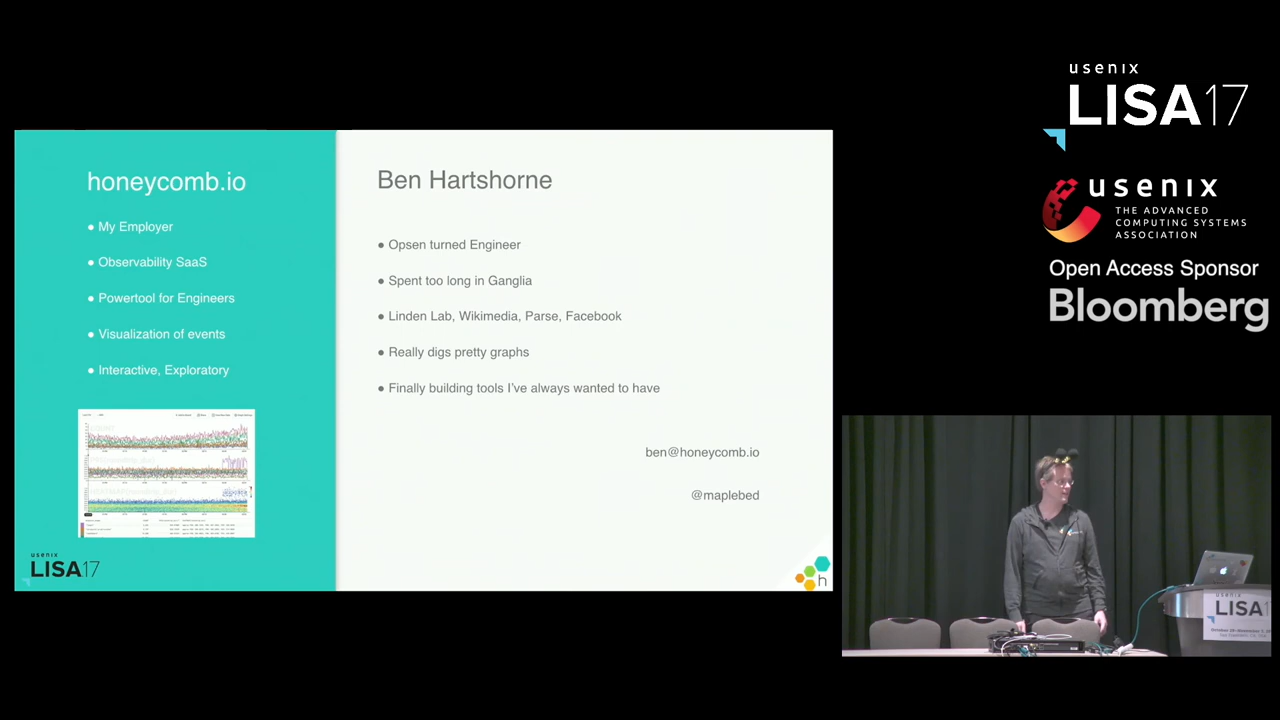 honeycomb.io
● My Employer
● Observability SaaS
● Powertool for Engineers
● Visualization of events
● Interactive, Exploratory
usenix
LISA17
Ben Hartshorne
● Opsen turned Engineer
● Spent too long in Ganglia
● Linden Lab, Wikimedia, Parse, Facebook
● Really digs pretty graphs
● Finally building tools I've always wanted to have
ben@honeycomb.io
@maplebed
h
usenix
LISA17
usenix
THE ADVANCED
COMPUTING SYSTEMS
ASSOCIATION
Open Access Sponsor
Bloomberg
usenix
LISA1